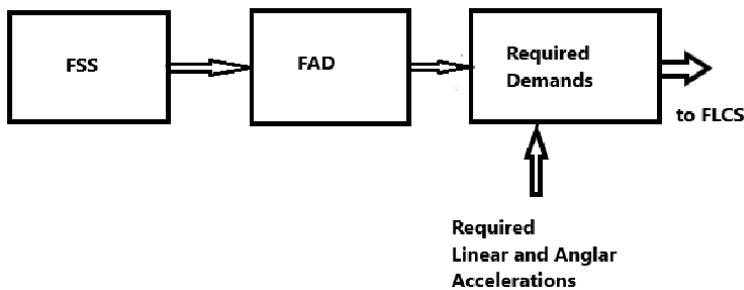 FSS
FAD
Required
Demands
to FLCS
Required
Linear and Anglar
Accelerations